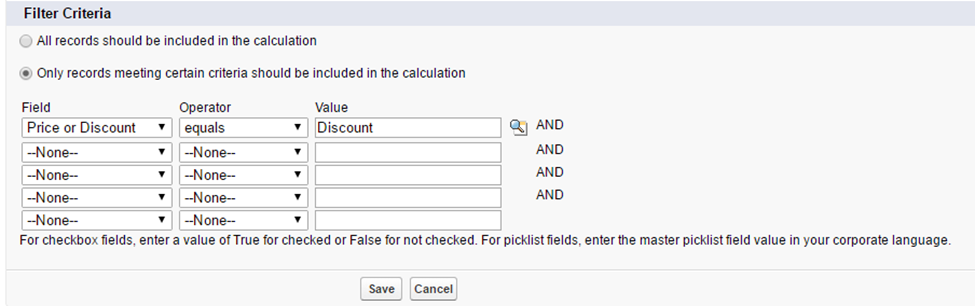 Filter Criteria
All records should be included in the calculation
Only records meeting certain criteria should be included in the calculation
Field Operator Value
Price or Discount equals Discount AND
--None-- --None-- AND
--None-- --None-- AND
--None-- --None-- AND
--None-- --None--
For checkbox fields, enter a value of True for checked or False for not checked. For picklist fields, enter the master picklist field value in your corporate language.
Save Cancel